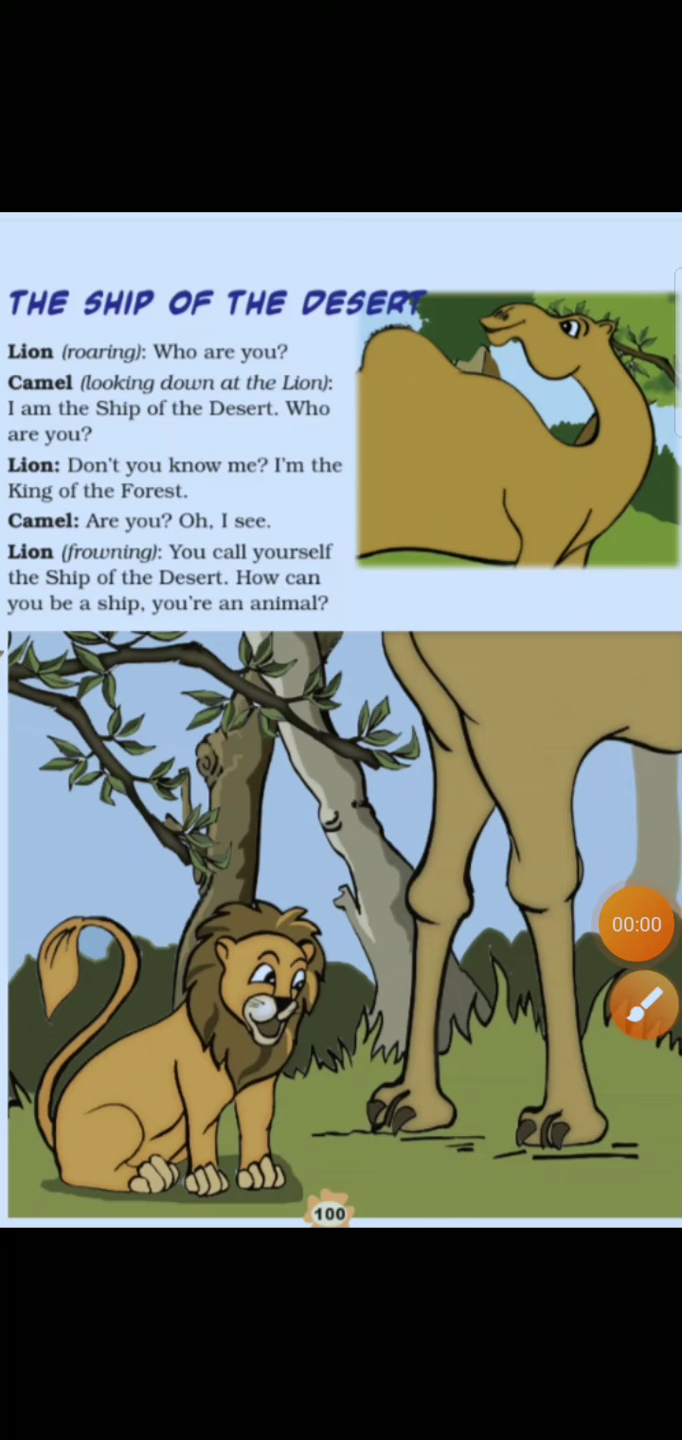 THE SHIP OF THE DESERT
Lion (roaring): Who are you?
Camel (looking down at the Lion):
I am the Ship of the Desert. Who
are you?
Lion: Don't you know me? I'm the
King of the Forest.
Camel: Are you? Oh, I see.
Lion (frowning): You call yourself
the Ship of the Desert. How can
you be a ship, you're an animal?
00:00
100